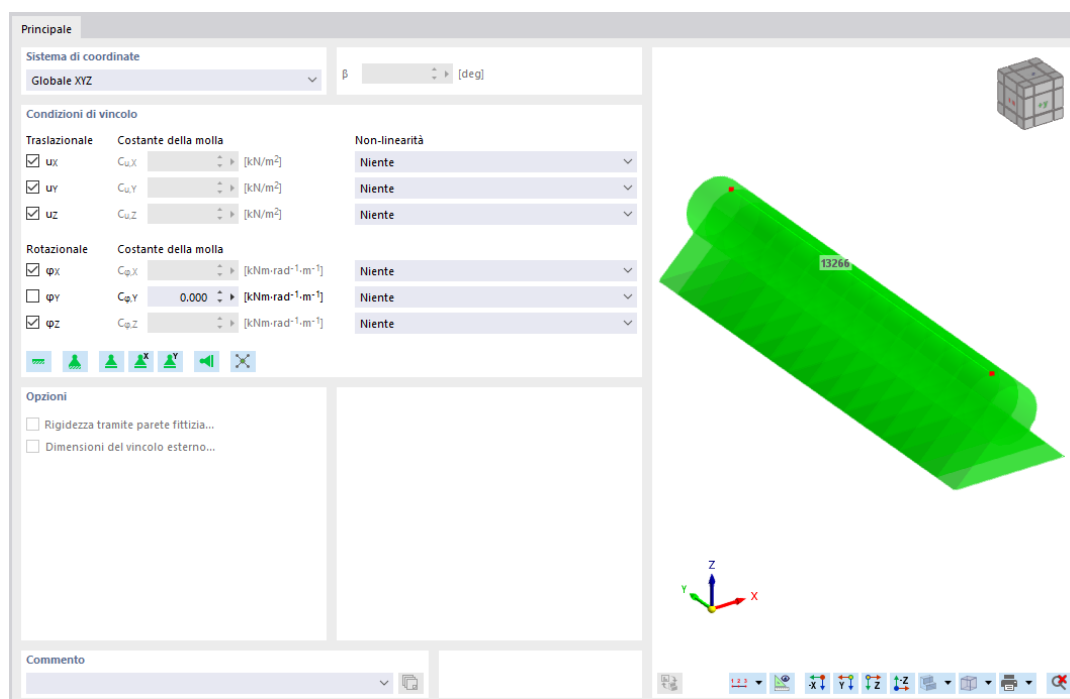 Principale
Sistema di coordinate
Globale XYZ
β [deg]
Condizioni di vincolo
Traslazionale Costante della molla Non-linearità
uX Cu,X [kN/m²] Niente
uY Cu,Y [kN/m²] Niente
uZ Cu,Z [kN/m²] Niente
Rotazionale Costante della molla
φX Cφ,X [kNm·rad⁻¹·m⁻¹] Niente
φY Cφ,Y 0.000 [kNm·rad⁻¹·m⁻¹] Niente
φZ Cφ,Z [kNm·rad⁻¹·m⁻¹] Niente
X Y
Opzioni
Rigidezza tramite parete fittizia...
Dimensioni del vincolo esterno...
Commento
+y
13266
Z
Y
X
1 2 3 -X Y Z -Z